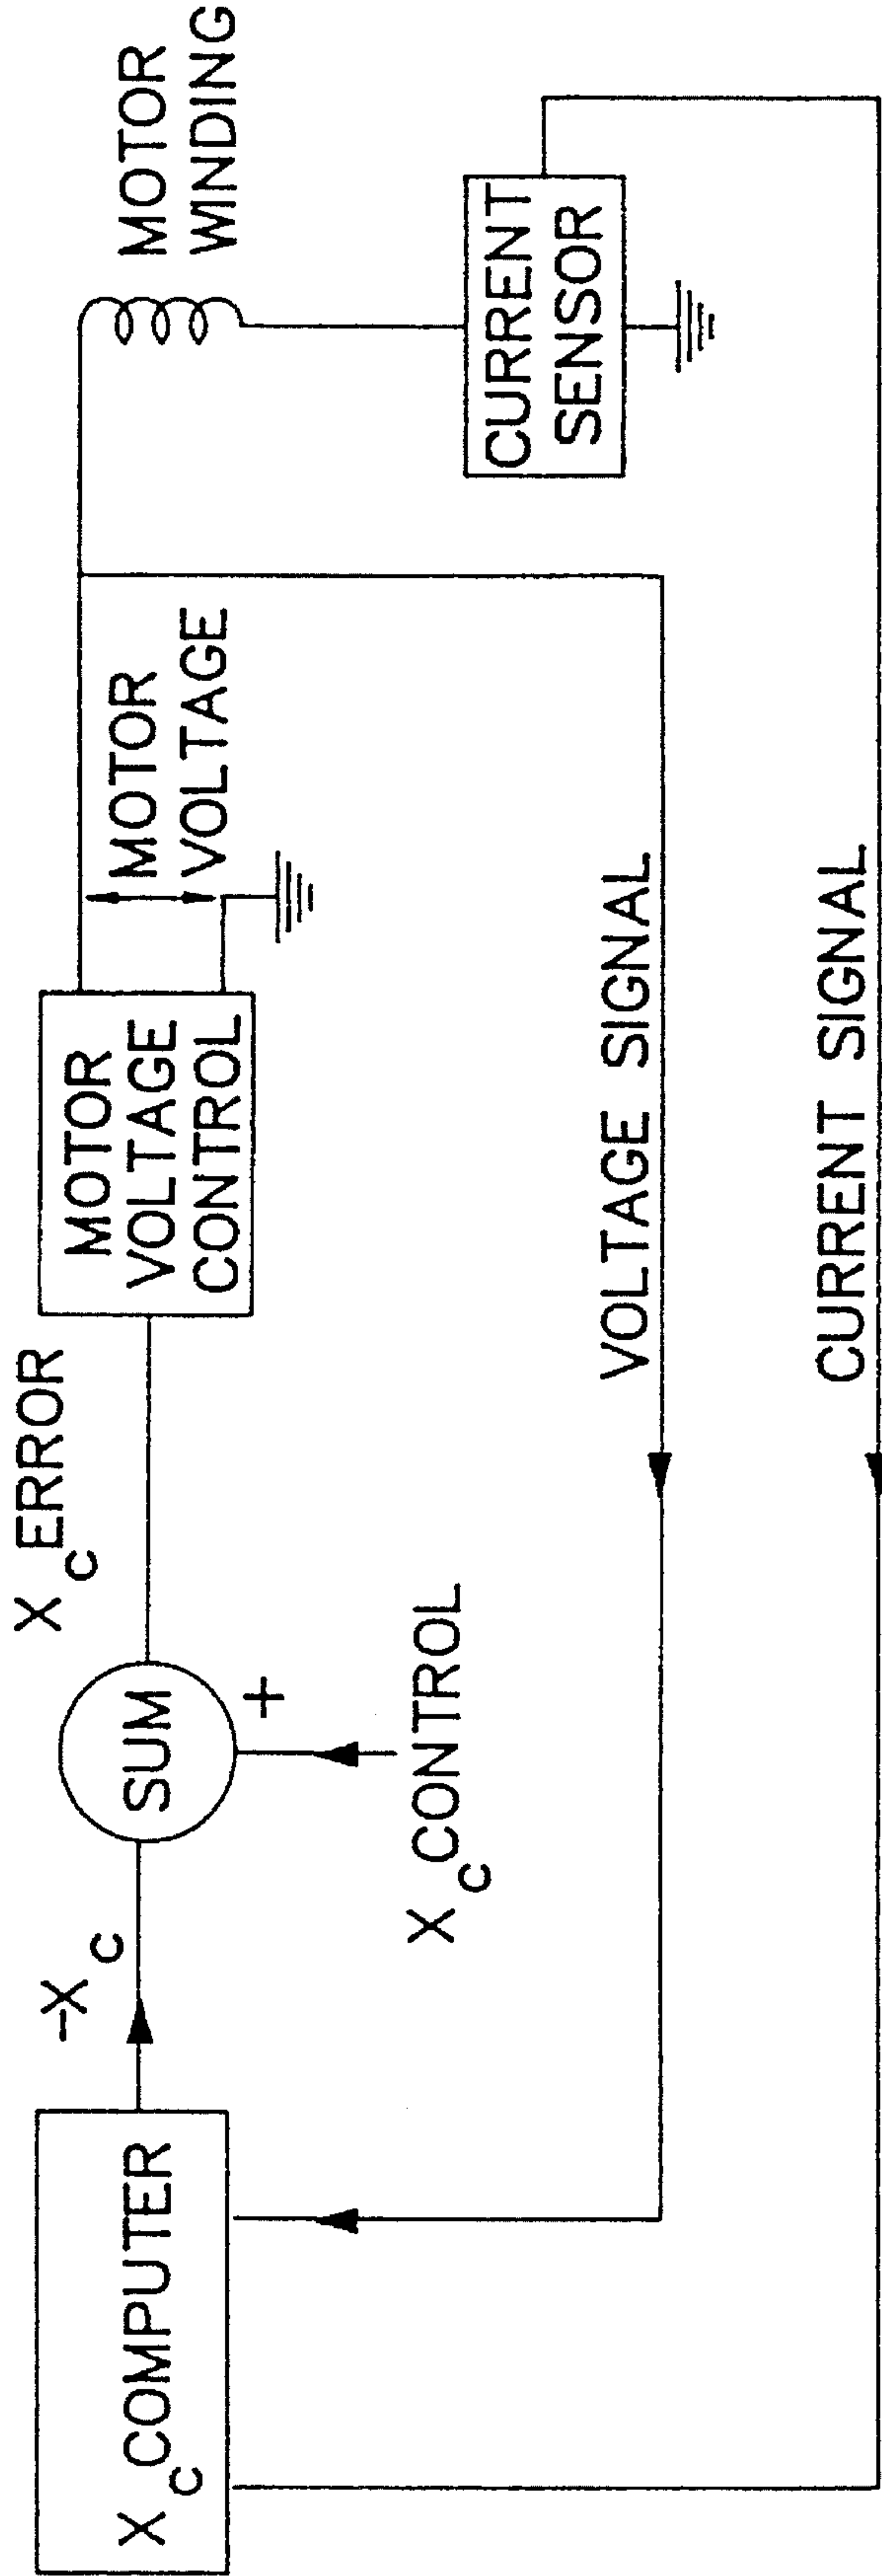 X_c COMPUTER
-X_c
SUM
+
X_c CONTROL
X_c ERROR
MOTOR
VOLTAGE
CONTROL
MOTOR
VOLTAGE
MOTOR
WINDING
CURRENT
SENSOR
VOLTAGE SIGNAL
CURRENT SIGNAL